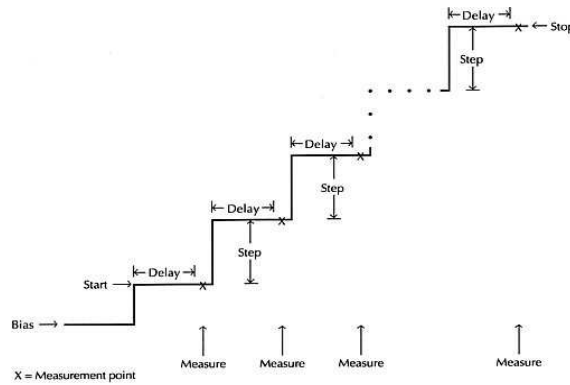 Delay
Stop
Step
Delay
Step
Delay
Step
Delay
Start
Bias
Measure
Measure
Measure
Measure
X = Measurement point